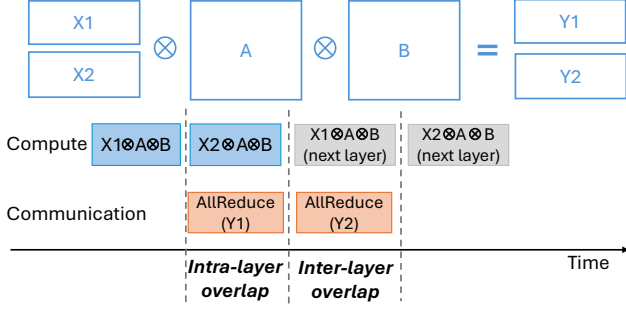 X1
X2
⊗
A
⊗
B
=
Y1
Y2
Compute
X1⊗A⊗B
X2⊗A⊗B
X1⊗A⊗B
(next layer)
X2⊗A⊗B
(next layer)
Communication
AllReduce
(Y1)
AllReduce
(Y2)
Time
Intra-layer
overlap
Inter-layer
overlap